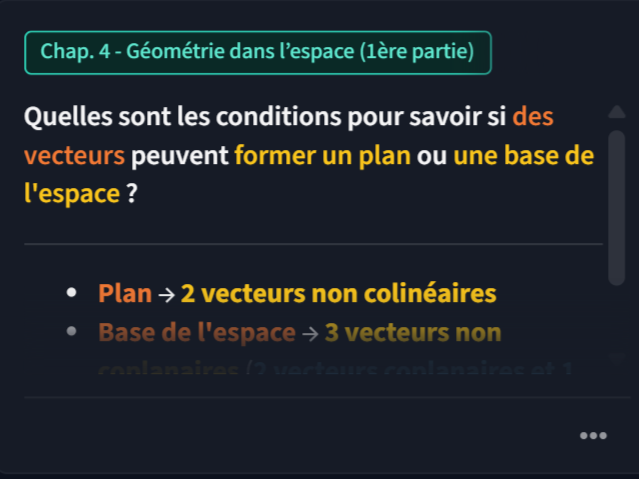 Chap. 4 - Géométrie dans l’espace (1ère partie)
Quelles sont les conditions pour savoir si des
vecteurs peuvent former un plan ou une base de
l'espace ?
• Plan → 2 vecteurs non colinéaires
• Base de l'espace → 3 vecteurs non
coplanaires (2 vecteurs coplanaires et 1